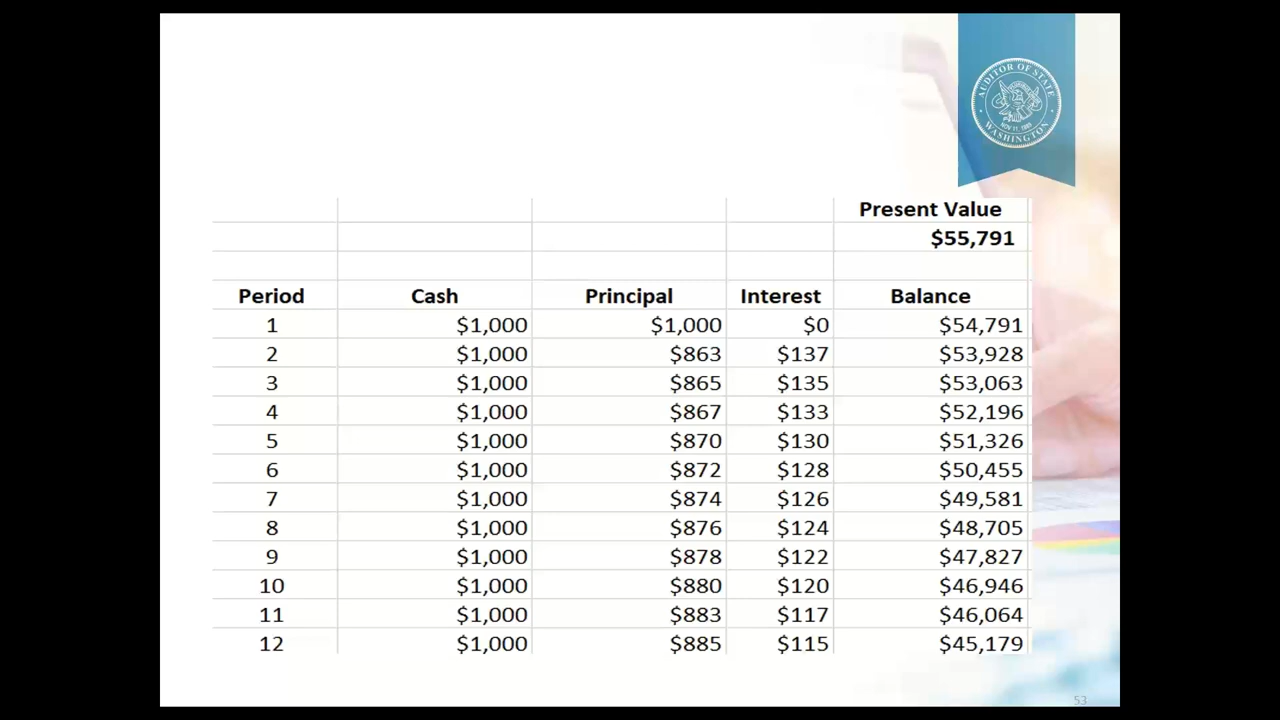 AUDITOR OF STATE
NOV 11, 1889
WASHINGTON
Present Value
$55,791
Period Cash Principal Interest Balance
1 $1,000 $1,000 $0 $54,791
2 $1,000 $863 $137 $53,928
3 $1,000 $865 $135 $53,063
4 $1,000 $867 $133 $52,196
5 $1,000 $870 $130 $51,326
6 $1,000 $872 $128 $50,455
7 $1,000 $874 $126 $49,581
8 $1,000 $876 $124 $48,705
9 $1,000 $878 $122 $47,827
10 $1,000 $880 $120 $46,946
11 $1,000 $883 $117 $46,064
12 $1,000 $885 $115 $45,179
53